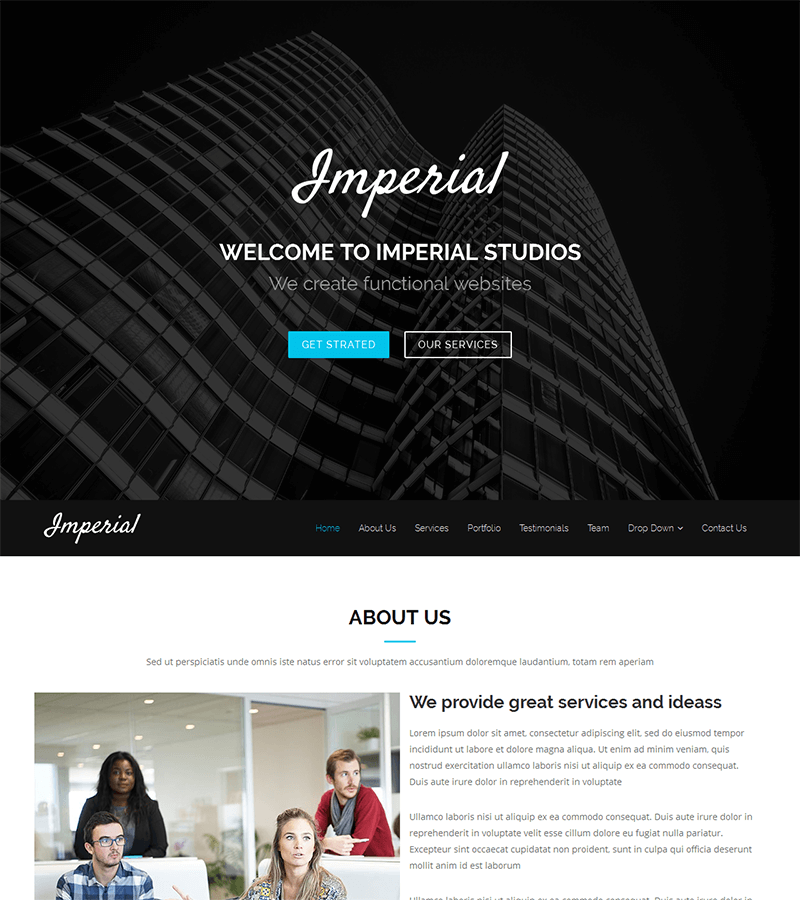 Imperial
WELCOME TO IMPERIAL STUDIOS
We create functional websites
GET STRATED
OUR SERVICES
Imperial
Home
About Us
Services
Portfolio
Testimonials
Team
Drop Down
Contact Us
ABOUT US
Sed ut perspiciatis unde omnis iste natus error sit voluptatem accusantium doloremque laudantium, totam rem aperiam
We provide great services and ideass
Lorem ipsum dolor sit amet, consectetur adipiscing elit, sed do eiusmod tempor
incididunt ut labore et dolore magna aliqua. Ut enim ad minim veniam, quis
nostrud exercitation ullamco laboris nisi ut aliquip ex ea commodo consequat.
Duis aute irure dolor in reprehenderit in voluptate
Ullamco laboris nisi ut aliquip ex ea commodo consequat. Duis aute irure dolor in
reprehenderit in voluptate velit esse cillum dolore eu fugiat nulla pariatur.
Excepteur sint occaecat cupidatat non proident, sunt in culpa qui officia deserunt
mollit anim id est laborum